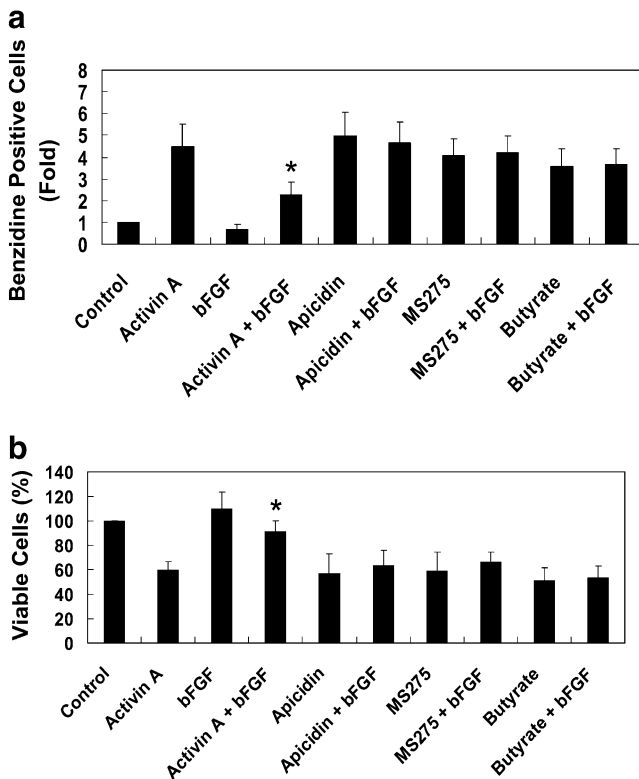 a
Benzidine Positive Cells
(Fold)
8
7
6
5
4
3
2
1
0
*
Control
Activin A
bFGF
Activin A + bFGF
Apicidin
Apicidin + bFGF
MS275
MS275 + bFGF
Butyrate
Butyrate + bFGF
b
Viable Cells (%)
140
120
100
80
60
40
20
0
*
Control
Activin A
bFGF
Activin A + bFGF
Apicidin
Apicidin + bFGF
MS275
MS275 + bFGF
Butyrate
Butyrate + bFGF